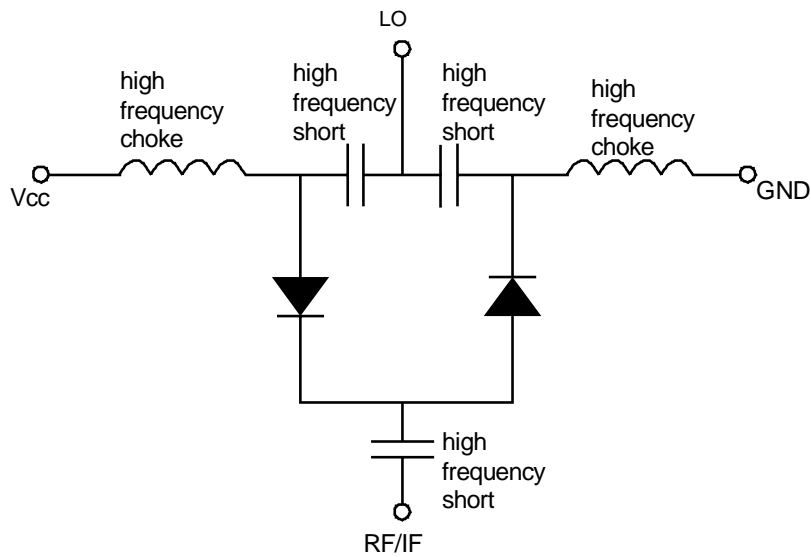 LO
high
frequency
choke
high
frequency
short
high
frequency
short
high
frequency
choke
Vcc
GND
high
frequency
short
RF/IF